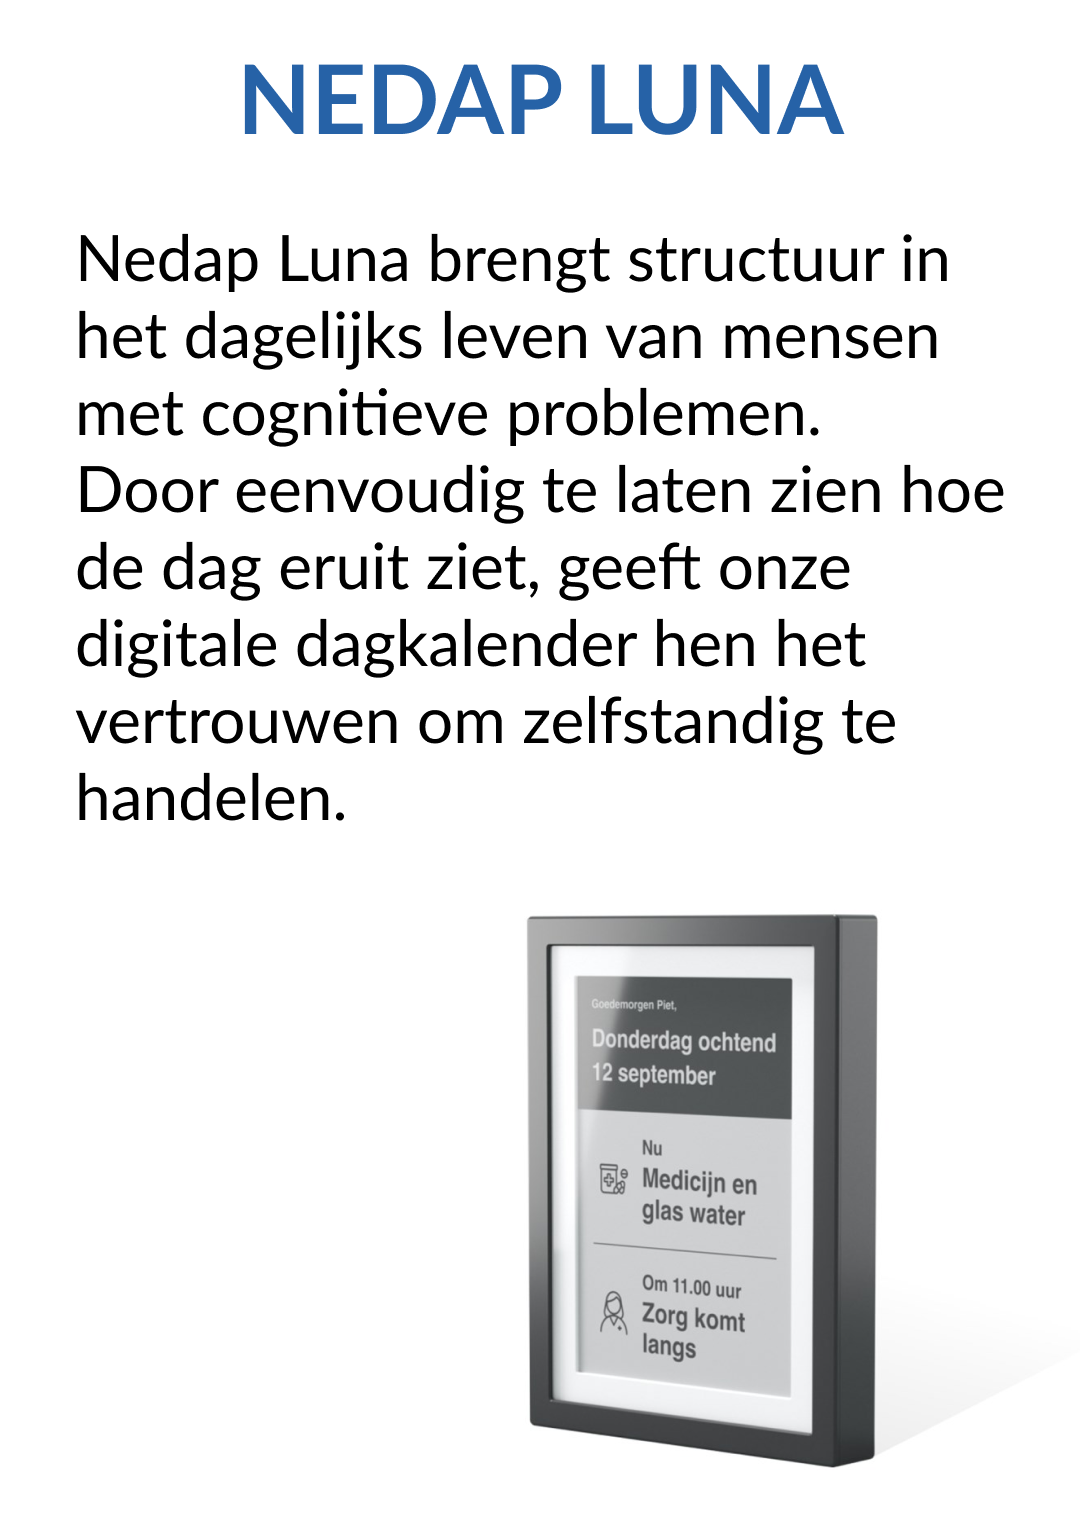 NEDAP LUNA
Nedap Luna brengt structuur in
het dagelijks leven van mensen
met cognitieve problemen.
Door eenvoudig te laten zien hoe
de dag eruit ziet, geeft onze
digitale dagkalender hen het
vertrouwen om zelfstandig te
handelen.
Goedemorgen Piet,
Donderdag ochtend
12 september
Nu
Medicijn en
glas water
Om 11.00 uur
Zorg komt
langs